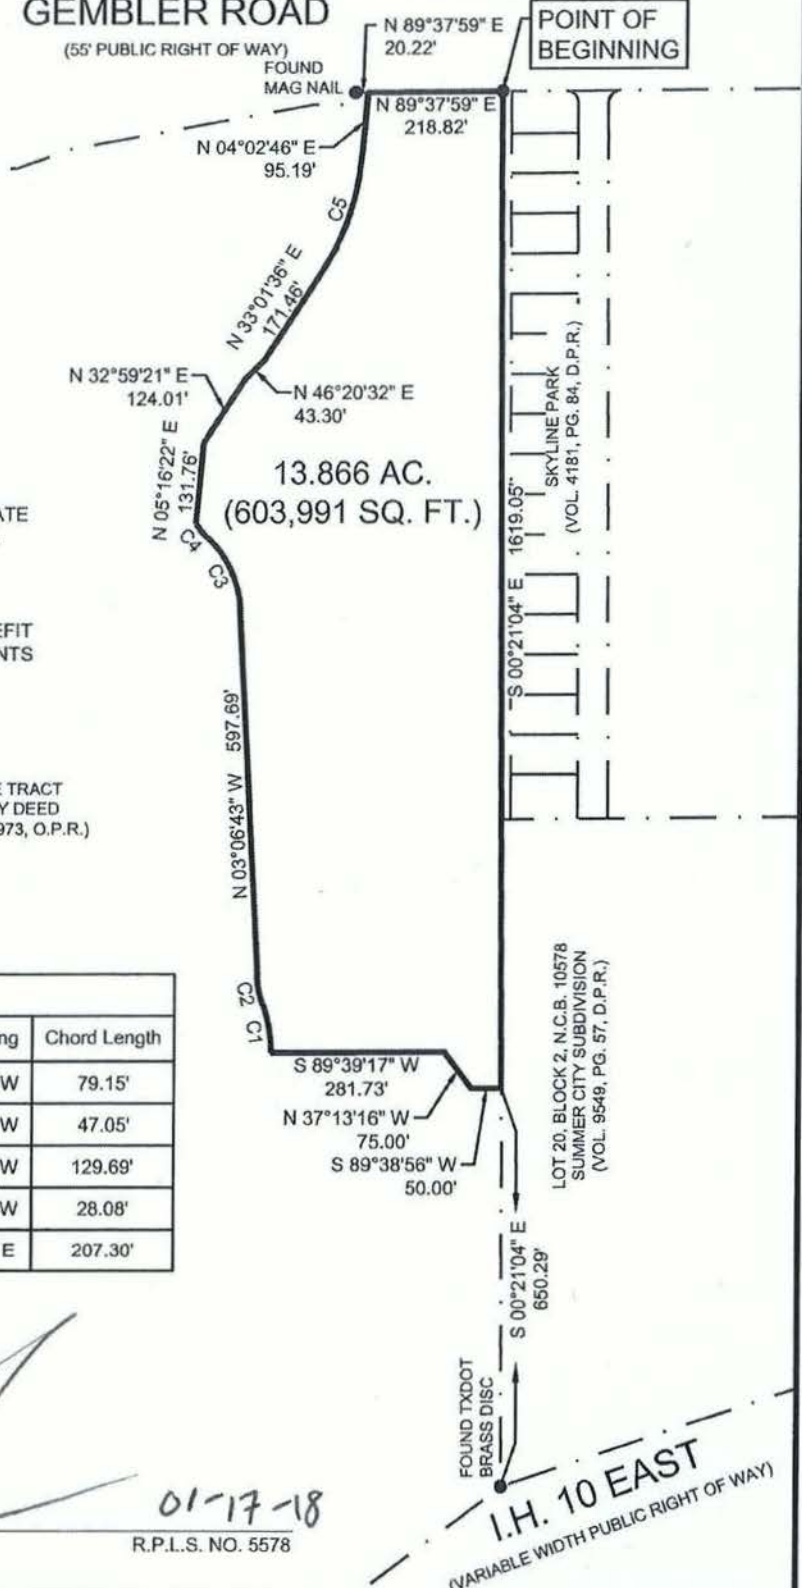 GEMBLER ROAD
(55' PUBLIC RIGHT OF WAY)
N 89°37'59" E
20.22'
POINT OF
BEGINNING
FOUND
MAG NAIL
N 89°37'59" E
218.82'
N 04°02'46" E
95.19'
C5
N 33°01'36" E
171.46'
N 32°59'21" E
124.01'
N 46°20'32" E
43.30'
N 05°16'22" E
131.76'
13.866 AC.
(603,991 SQ. FT.)
SKYLINE PARK
(VOL. 4181, PG. 84, D.P.R.)
S 00°21'04" E 1619.05'
C4
C3
ATE
EFIT
NTS
E TRACT
Y DEED
973, O.P.R.)
N 03°06'43" W 597.69'
C2
C1
S 89°39'17" W
281.73'
N 37°13'16" W
75.00'
S 89°38'56" W
50.00'
LOT 20, BLOCK 2, N.C.B. 10578
SUMMER CITY SUBDIVISION
(VOL. 9549, PG. 57, D.P.R.)
ng Chord Length
W 79.15'
W 47.05'
W 129.69'
W 28.08'
E 207.30'
S 00°21'04" E
650.29'
FOUND TXDOT
BRASS DISC
I.H. 10 EAST
(VARIABLE WIDTH PUBLIC RIGHT OF WAY)
01-17-18
R.P.L.S. NO. 5578